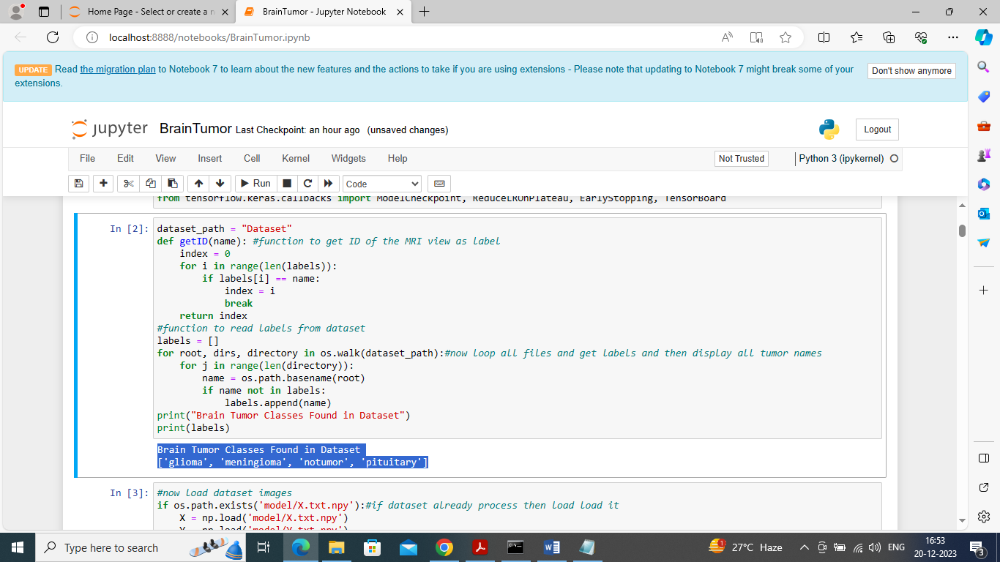 Home Page - Select or create a n
BrainTumor - Jupyter Notebook
localhost:8888/notebooks/BrainTumor.ipynb
UPDATE Read the migration plan to Notebook 7 to learn about the new features and the actions to take if you are using extensions - Please note that updating to Notebook 7 might break some of your
extensions.
Don't show anymore
jupyter BrainTumor Last Checkpoint: an hour ago (unsaved changes)
Logout
File Edit View Insert Cell Kernel Widgets Help
Not Trusted
Python 3 (ipykernel)
Run
Code
from tensorflow.keras.callbacks import ModelCheckpoint, ReduceLROnPlateau, EarlyStopping, TensorBoard
In [2]: dataset_path = "Dataset"
def getID(name): #function to get ID of the MRI view as label
    index = 0
    for i in range(len(labels)):
        if labels[i] == name:
            index = i
            break
    return index
#function to read labels from dataset
labels = []
for root, dirs, directory in os.walk(dataset_path):#now loop all files and get labels and then display all tumor names
    for j in range(len(directory)):
        name = os.path.basename(root)
        if name not in labels:
            labels.append(name)
print("Brain Tumor Classes Found in Dataset")
print(labels)
Brain Tumor Classes Found in Dataset
['glioma', 'meningioma', 'notumor', 'pituitary']
In [3]: #now load dataset images
if os.path.exists('model/X.txt.npy'):#if dataset already process then load load it
    X = np.load('model/X.txt.npy')
    Y = np.load('model/Y.txt.npy')
Type here to search
27°C Haze
ENG
16:53
20-12-2023
3